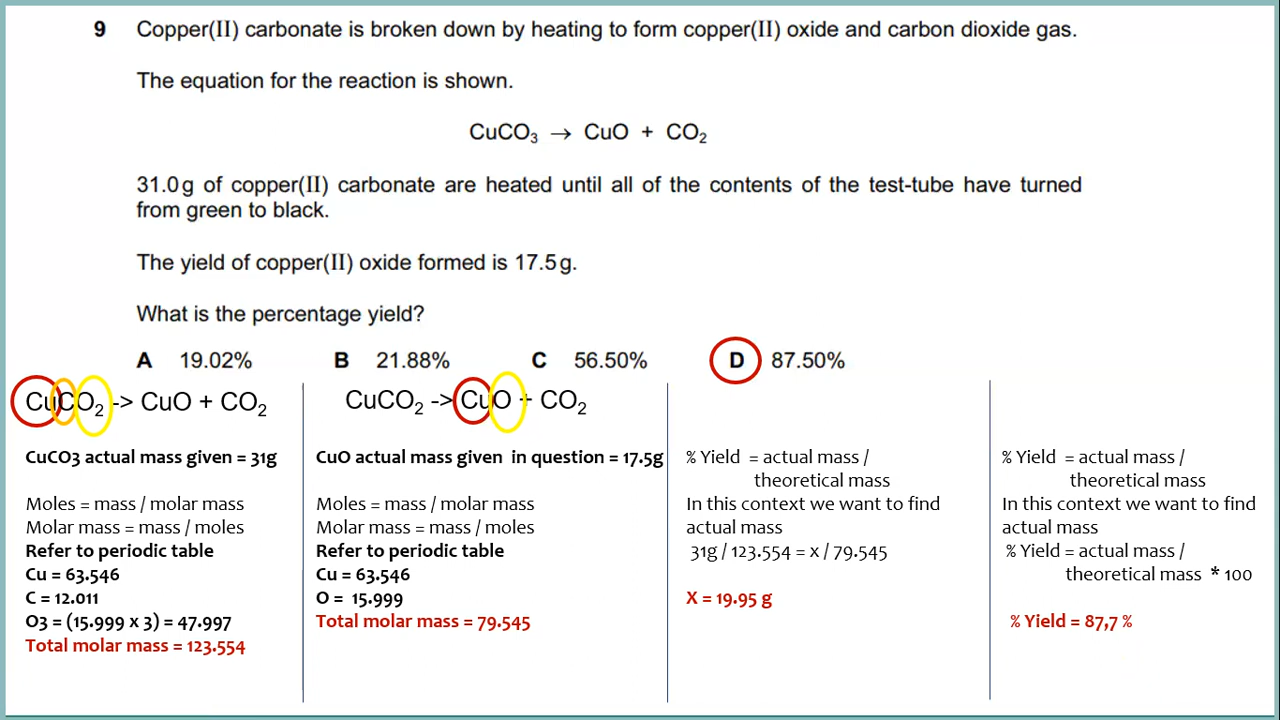 9 Copper(II) carbonate is broken down by heating to form copper(II) oxide and carbon dioxide gas.
The equation for the reaction is shown.
CuCO₃ → CuO + CO₂
31.0 g of copper(II) carbonate are heated until all of the contents of the test-tube have turned
from green to black.
The yield of copper(II) oxide formed is 17.5 g.
What is the percentage yield?
A 19.02% B 21.88% C 56.50% D 87.50%
CuCO₂ -> CuO + CO₂
CuCO3 actual mass given = 31g
Moles = mass / molar mass
Molar mass = mass / moles
Refer to periodic table
Cu = 63.546
C = 12.011
O3 = (15.999 x 3) = 47.997
Total molar mass = 123.554
CuCO₂ -> CuO + CO₂
CuO actual mass given in question = 17.5g
Moles = mass / molar mass
Molar mass = mass / moles
Refer to periodic table
Cu = 63.546
O = 15.999
Total molar mass = 79.545
% Yield = actual mass /
theoretical mass
In this context we want to find
actual mass
31g / 123.554 = x / 79.545
X = 19.95 g
% Yield = actual mass /
theoretical mass
In this context we want to find
actual mass
% Yield = actual mass /
theoretical mass * 100
% Yield = 87,7 %